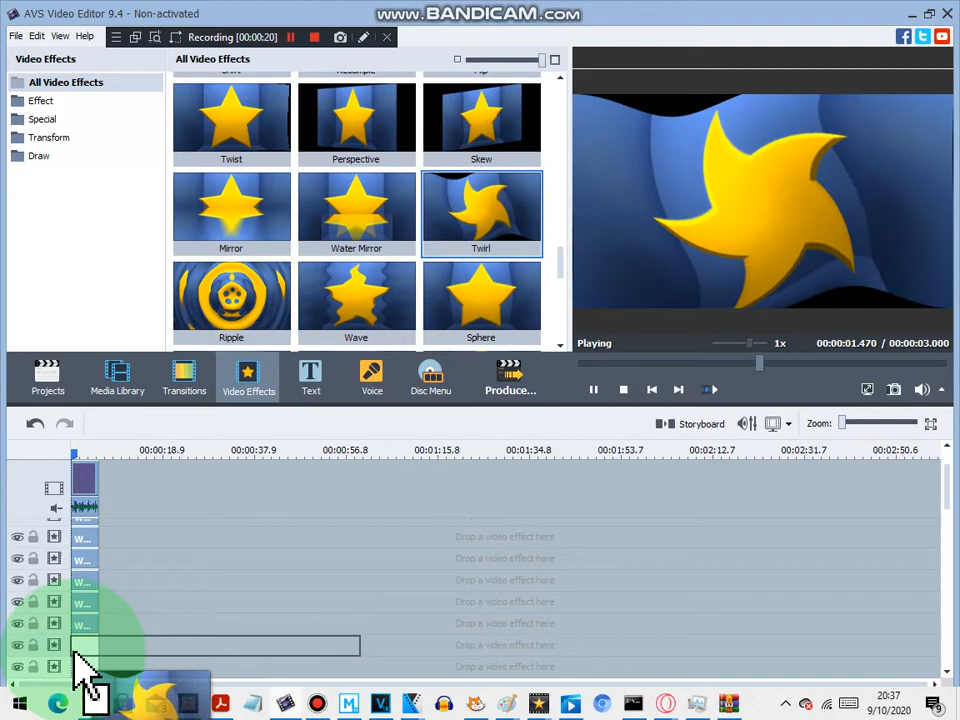 AVS Video Editor 9.4 - Non-activated
www.BANDICAM.com
File Edit View Help
Recording [00:00:20]
Video Effects
All Video Effects
All Video Effects
Effect
Special
Transform
Draw
Shift
Resample
Flip
Twist
Perspective
Skew
Mirror
Water Mirror
Twirl
Ripple
Wave
Sphere
Playing
1x
00:00:01.470 / 00:00:03.000
Projects
Media Library
Transitions
Video Effects
Text
Voice
Disc Menu
Produce...
Storyboard
Zoom:
00:00:18.9
00:00:37.9
00:00:56.8
00:01:15.8
00:01:34.8
00:01:53.7
00:02:12.7
00:02:31.7
00:02:50.6
W...
W... Drop a video effect here
W... Drop a video effect here
W... Drop a video effect here
W... Drop a video effect here
W... Drop a video effect here
Drop a video effect here
Drop a video effect here
20:37
9/10/2020